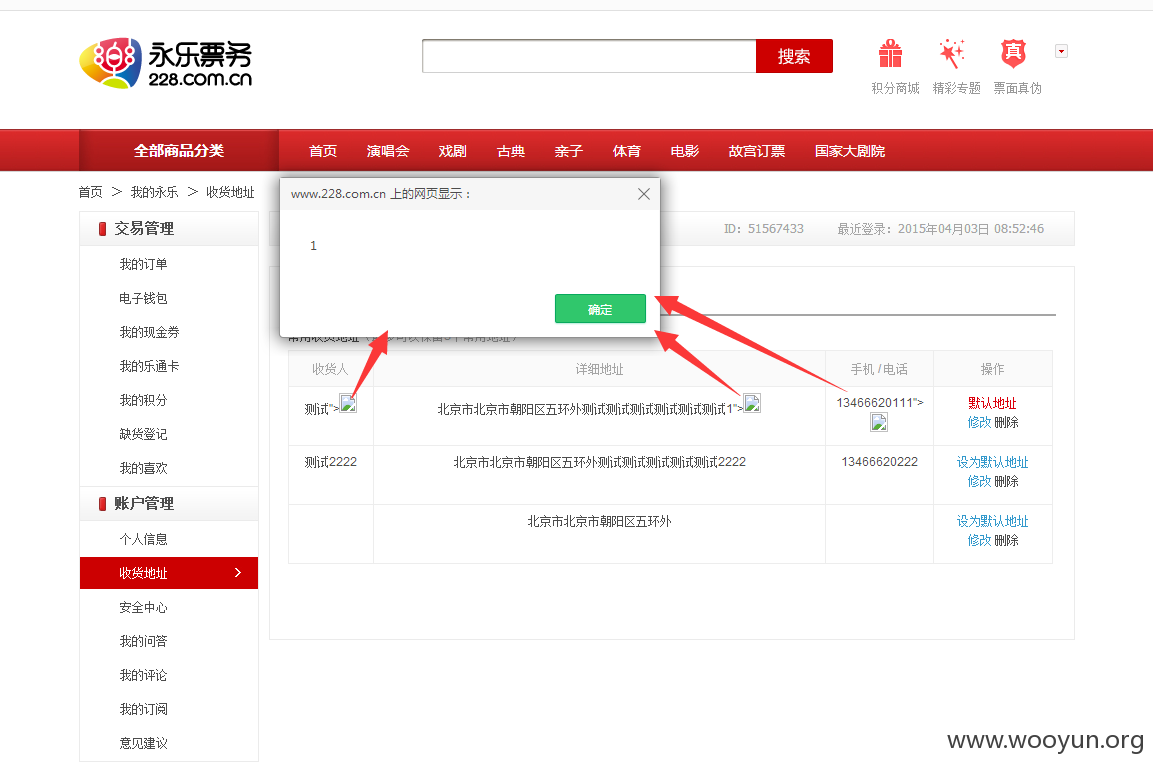 永乐票务
228.com.cn
搜索
积分商城 精彩专题 票面真伪
真
全部商品分类 首页 演唱会 戏剧 古典 亲子 体育 电影 故宫订票 国家大剧院
首页 > 我的永乐 > 收货地址
www.228.com.cn 上的网页显示：
1
确定
ID：51567433 最近登录：2015年04月03日 08:52:46
交易管理
我的订单
电子钱包
我的现金券
我的乐通卡
我的积分
缺货登记
我的喜欢
账户管理
个人信息
收货地址
安全中心
我的问答
我的评论
我的订阅
意见建议
收货人 详细地址 手机 / 电话 操作
测试"> 北京市北京市朝阳区五环外测试测试测试测试测试测试1"> 13466620111"> 默认地址
修改 删除
测试2222 北京市北京市朝阳区五环外测试测试测试测试测试2222 13466620222 设为默认地址
修改 删除
北京市北京市朝阳区五环外 设为默认地址
修改 删除
www.wooyun.org